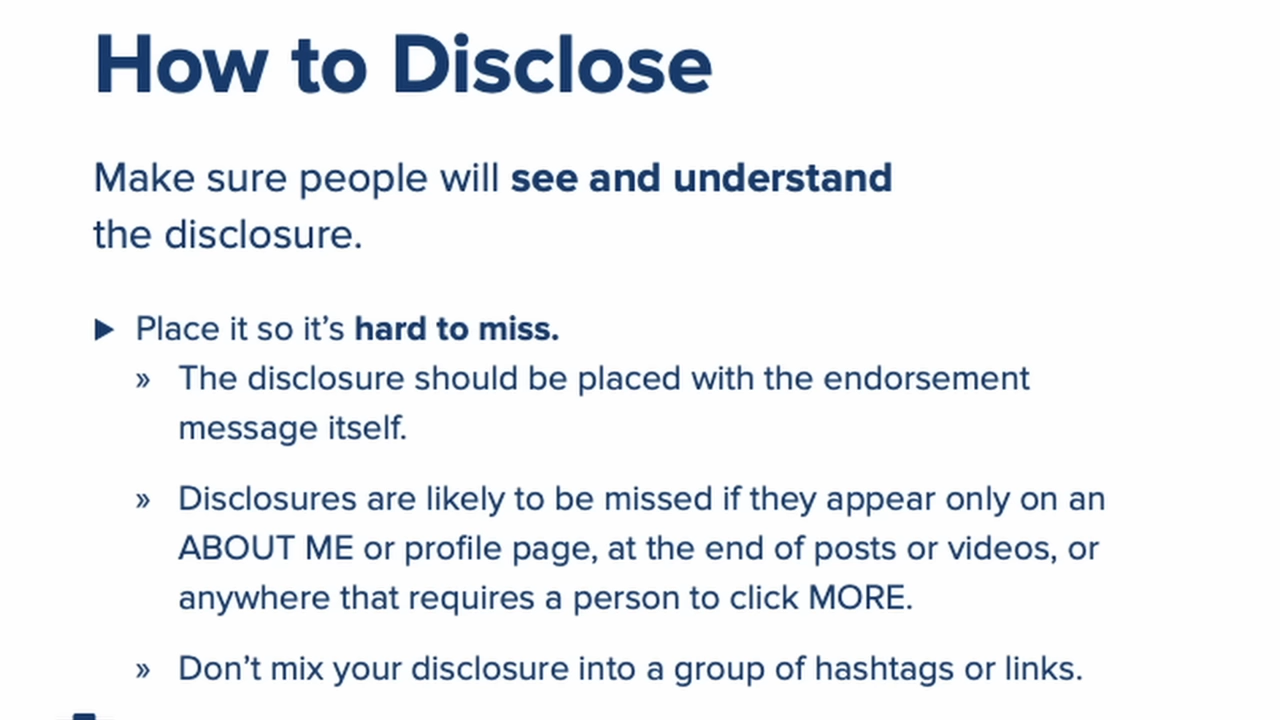 How to Disclose
Make sure people will see and understand
the disclosure.
▶ Place it so it’s hard to miss.
» The disclosure should be placed with the endorsement
message itself.
» Disclosures are likely to be missed if they appear only on an
ABOUT ME or profile page, at the end of posts or videos, or
anywhere that requires a person to click MORE.
» Don’t mix your disclosure into a group of hashtags or links.